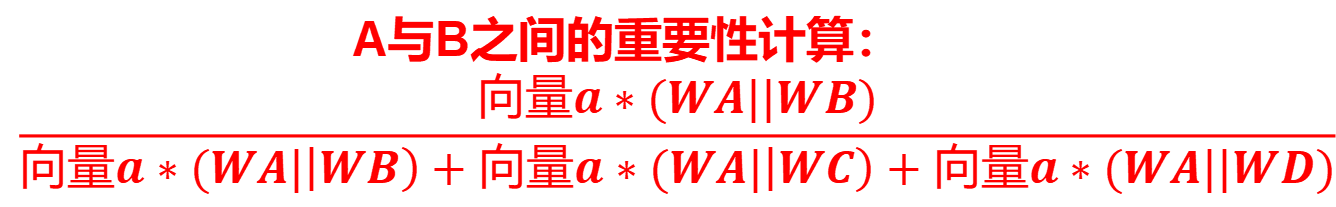 A与B之间的重要性计算：
向量a * (WA||WB)
向量a * (WA||WB) + 向量a * (WA||WC) + 向量a * (WA||WD)